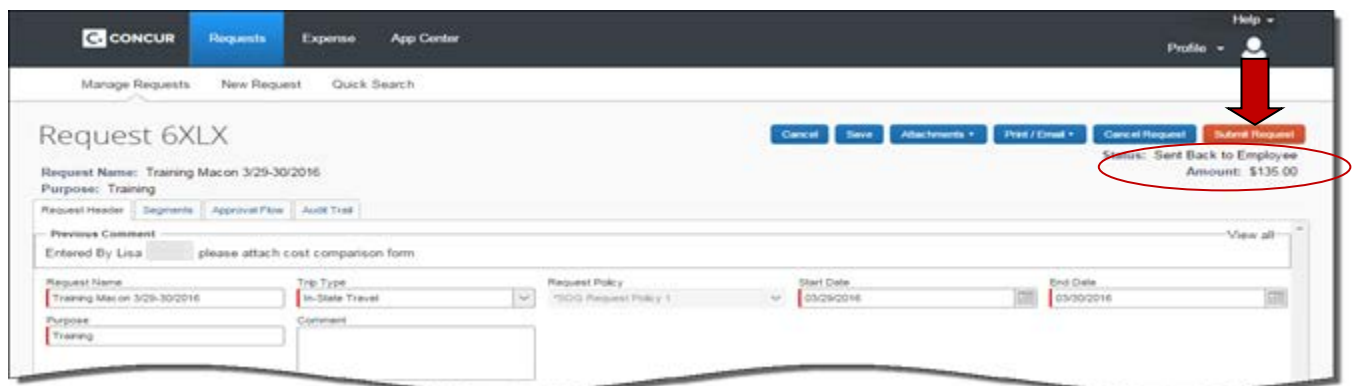 Help
CONCUR Requests Expense App Center
Profile
Manage Requests New Request Quick Search
Request 6XLX
Cancel Save Attachments Print / Email Cancel Request Submit Request
Status: Sent Back to Employee
Request Name: Training Macon 3/29-30/2016
Amount: $135.00
Purpose: Training
Request Header Segments Approval Flow Audit Trail
Previous Comment
View all
Entered By Lisa please attach cost comparison form
Request Name Trip Type Request Policy Start Date End Date
Training Macon 3/29-30/2016 In-State Travel *SOG Request Policy 1 03/29/2016 03/30/2016
Purpose Comment
Training